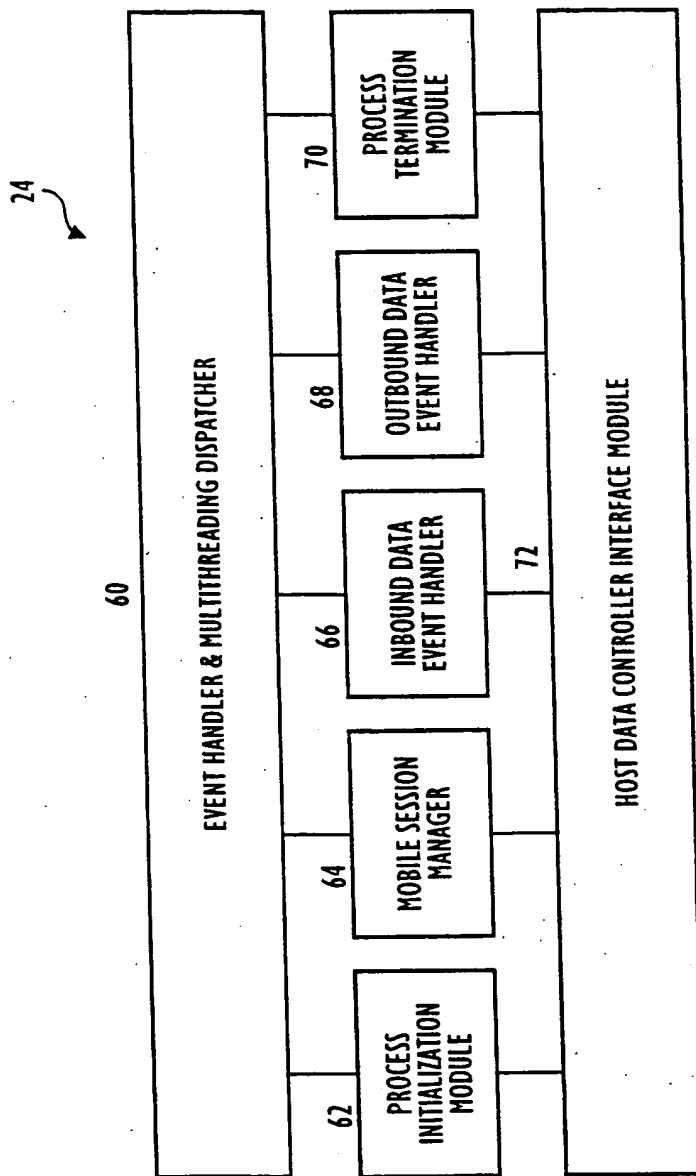 24
60
EVENT HANDLER & MULTITHREADING DISPATCHER
62
PROCESS
INITIALIZATION
MODULE
64
MOBILE SESSION
MANAGER
66
INBOUND DATA
EVENT HANDLER
68
OUTBOUND DATA
EVENT HANDLER
70
PROCESS
TERMINATION
MODULE
72
HOST DATA CONTROLLER INTERFACE MODULE